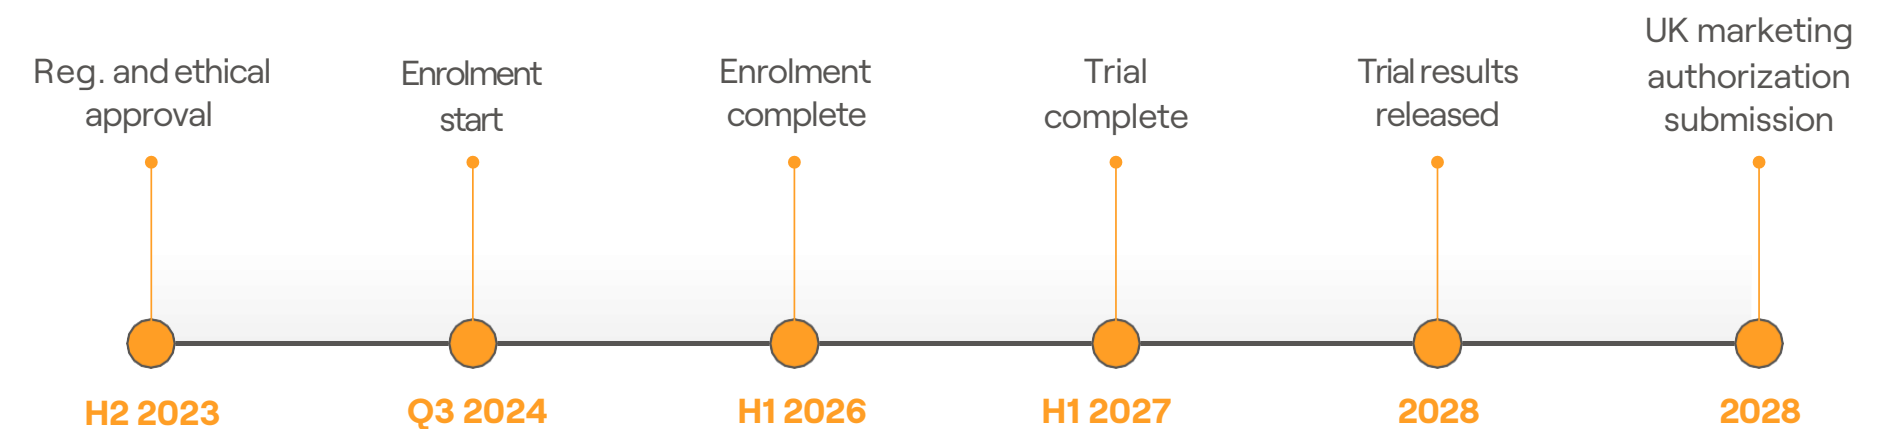 Reg. and ethical
approval
Enrolment
start
Enrolment
complete
Trial
complete
Trial results
released
UK marketing
authorization
submission
H2 2023
Q3 2024
H1 2026
H1 2027
2028
2028